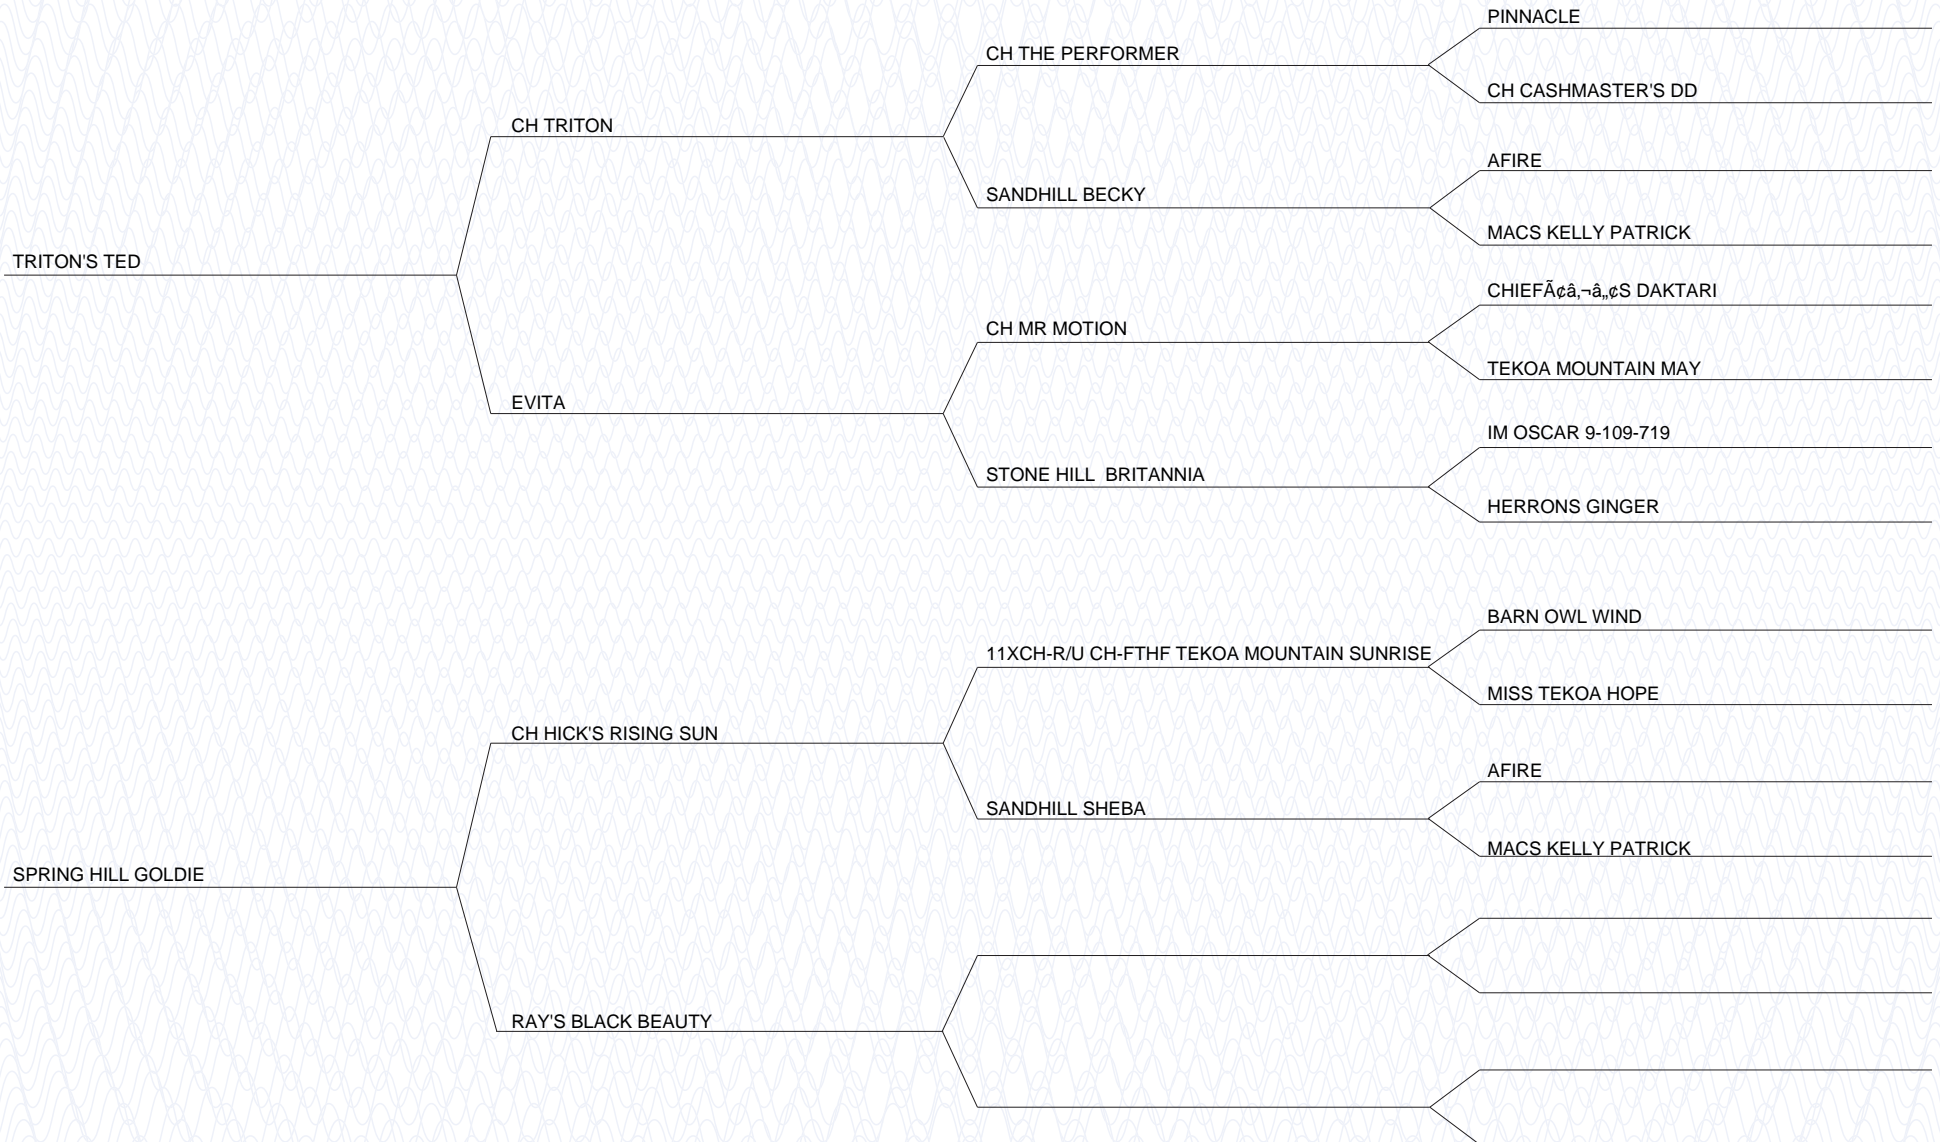 PINNACLE
CH THE PERFORMER
CH CASHMASTER'S DD
CH TRITON
AFIRE
SANDHILL BECKY
MACS KELLY PATRICK
TRITON'S TED
CHIEFÃ¢â‚¬â„¢S DAKTARI
CH MR MOTION
TEKOA MOUNTAIN MAY
EVITA
IM OSCAR 9-109-719
STONE HILL  BRITANNIA
HERRONS GINGER
BARN OWL WIND
11XCH-R/U CH-FTHF TEKOA MOUNTAIN SUNRISE
MISS TEKOA HOPE
CH HICK'S RISING SUN
AFIRE
SANDHILL SHEBA
MACS KELLY PATRICK
SPRING HILL GOLDIE
RAY'S BLACK BEAUTY